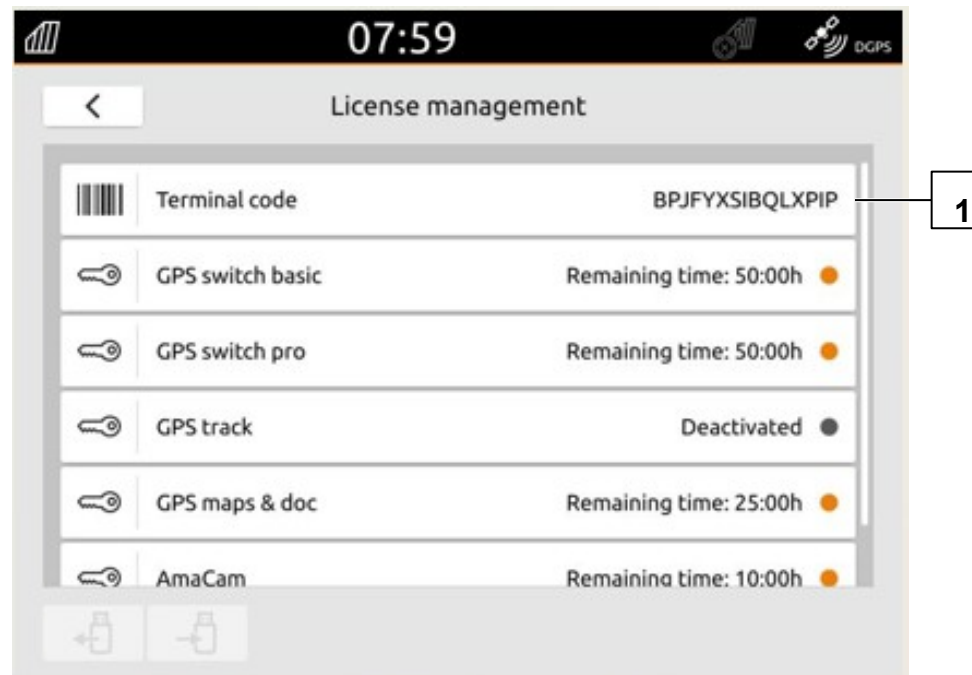 07:59
DGPS
License management
Terminal code BPJFYXSIBQLXPIP
1
GPS switch basic Remaining time: 50:00h
GPS switch pro Remaining time: 50:00h
GPS track Deactivated
GPS maps & doc Remaining time: 25:00h
AmaCam Remaining time: 10:00h